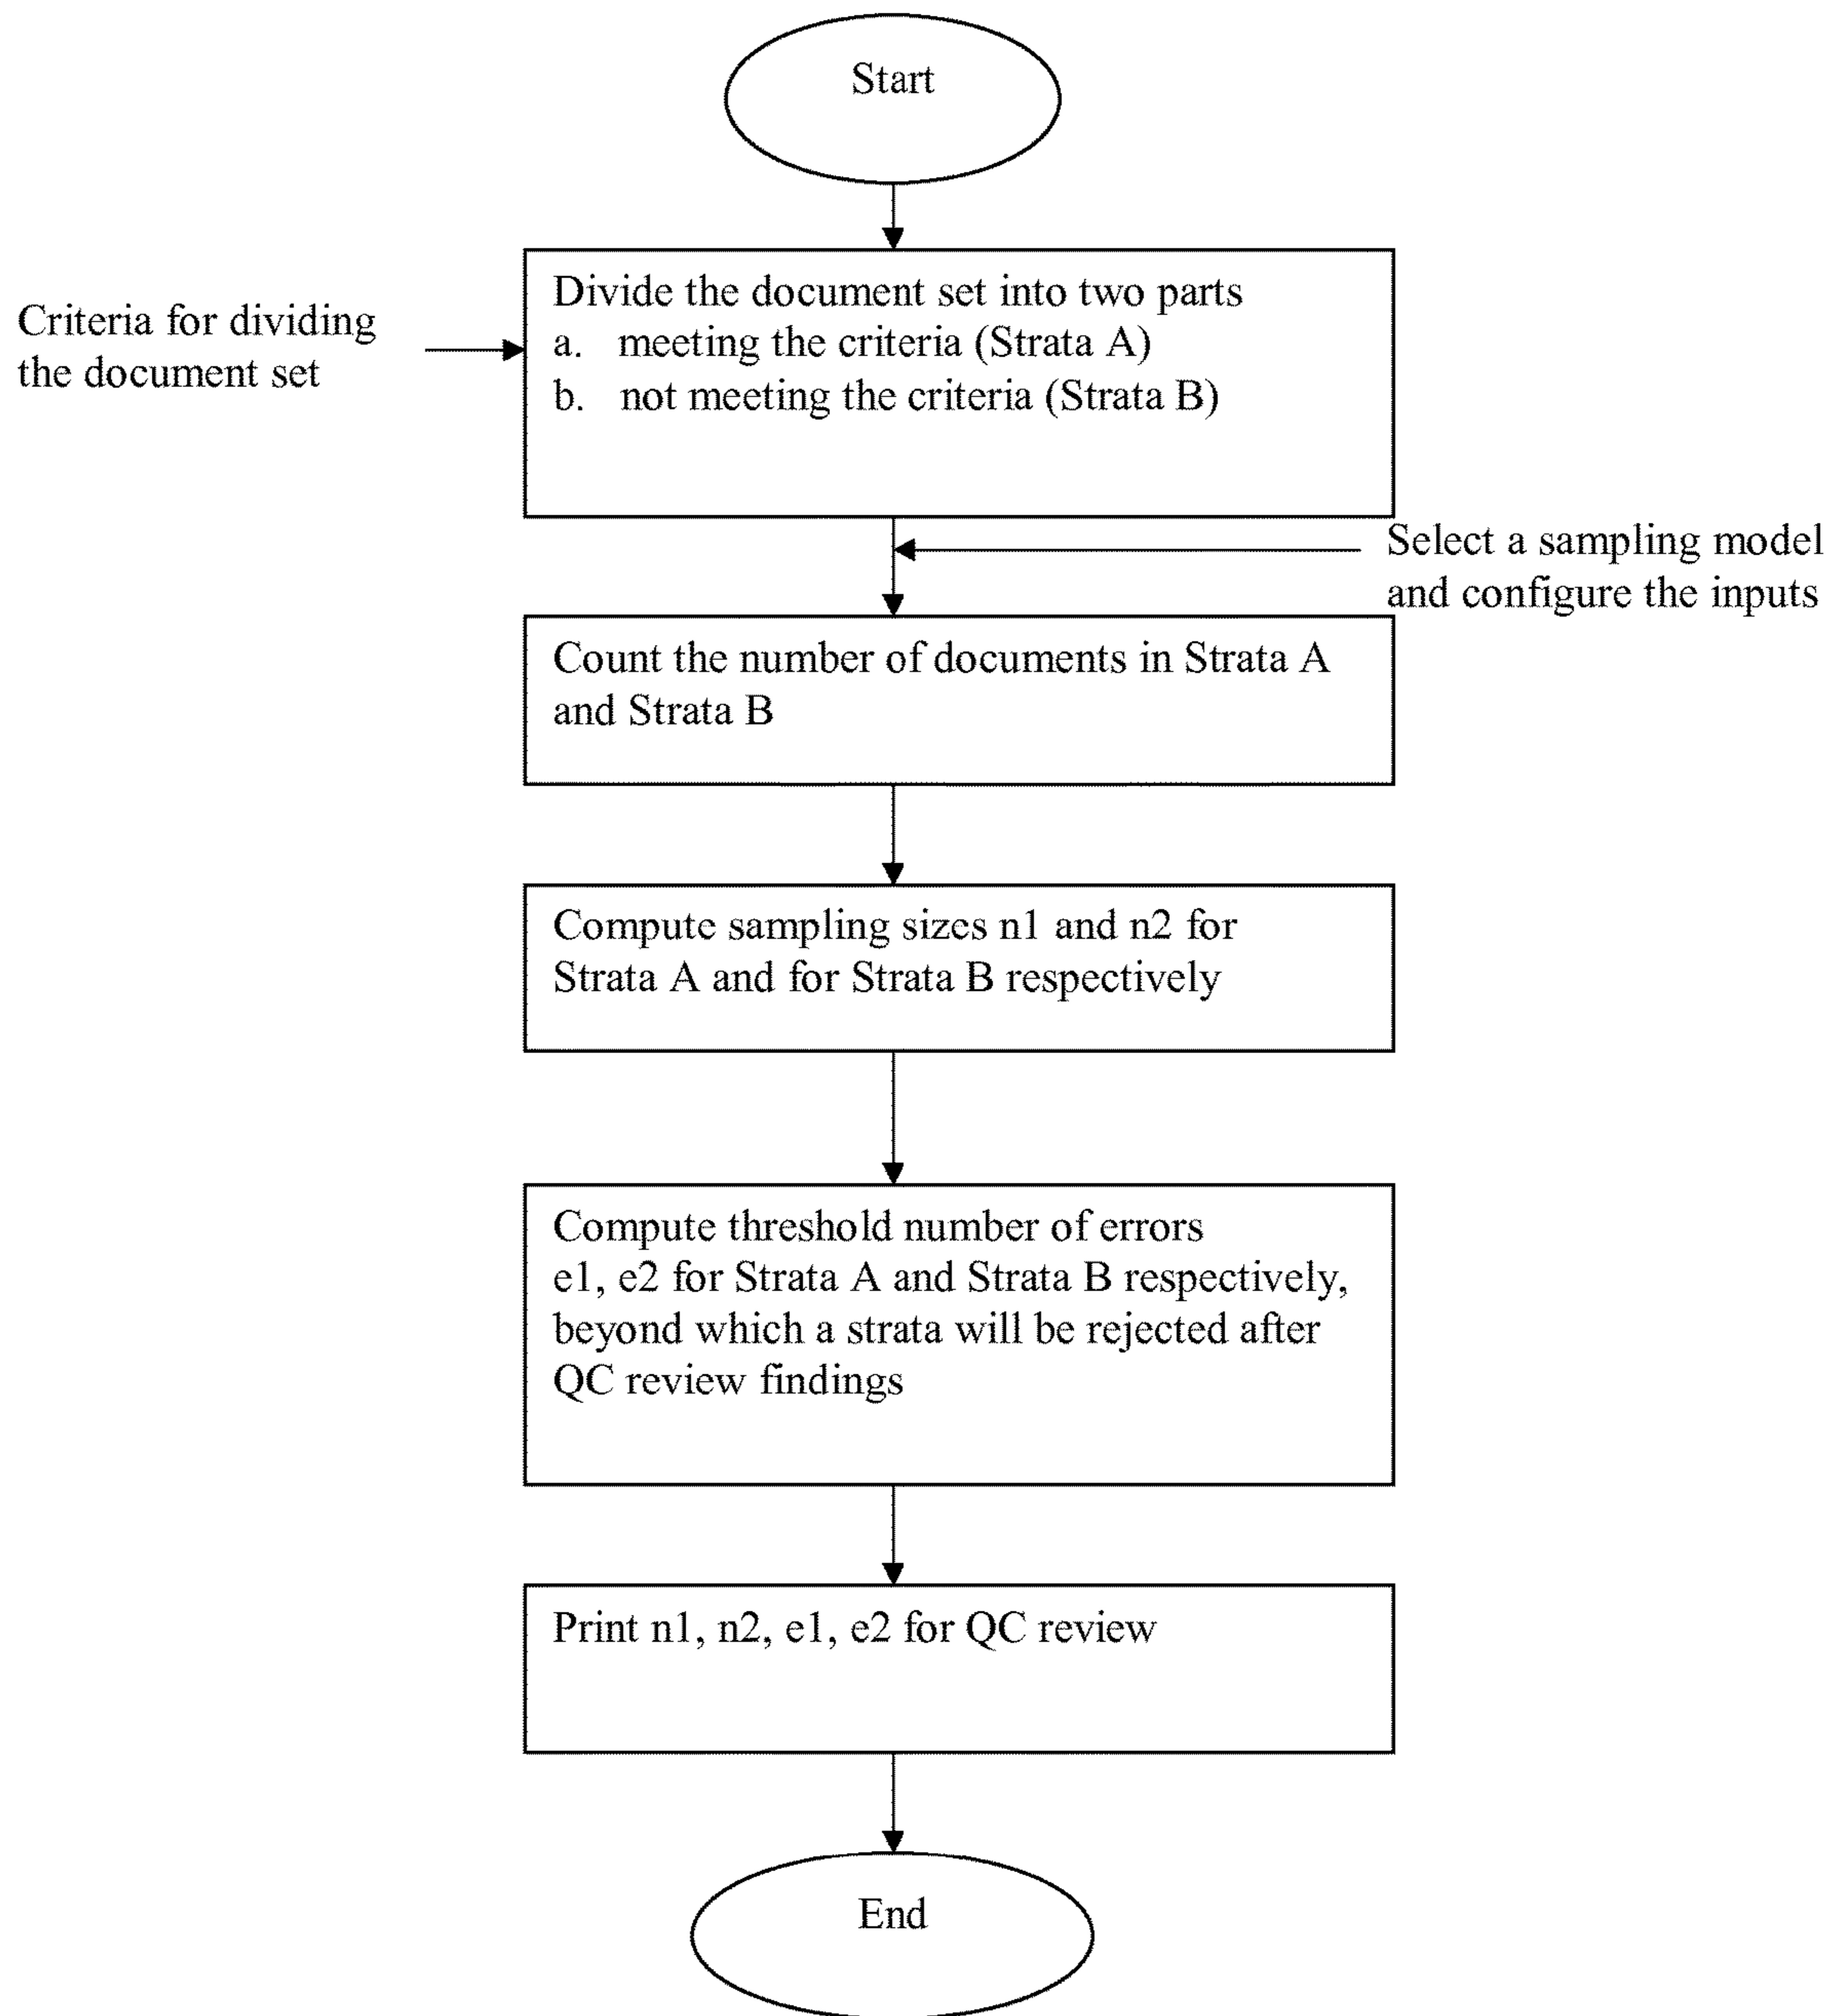 Start
Criteria for dividing
the document set
Divide the document set into two parts
a. meeting the criteria (Strata A)
b. not meeting the criteria (Strata B)
Select a sampling model
and configure the inputs
Count the number of documents in Strata A
and Strata B
Compute sampling sizes n1 and n2 for
Strata A and for Strata B respectively
Compute threshold number of errors
e1, e2 for Strata A and Strata B respectively,
beyond which a strata will be rejected after
QC review findings
Print n1, n2, e1, e2 for QC review
End